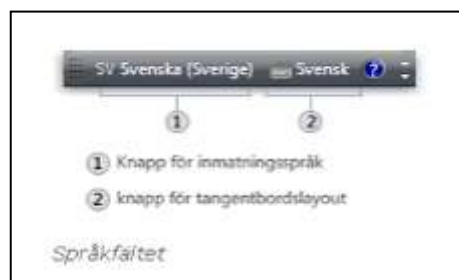 SV Svenska (Sverige) Svensk ?
1 2
1 Knapp för inmatningsspråk
2 knapp för tangentbordslayout
Språkfältet